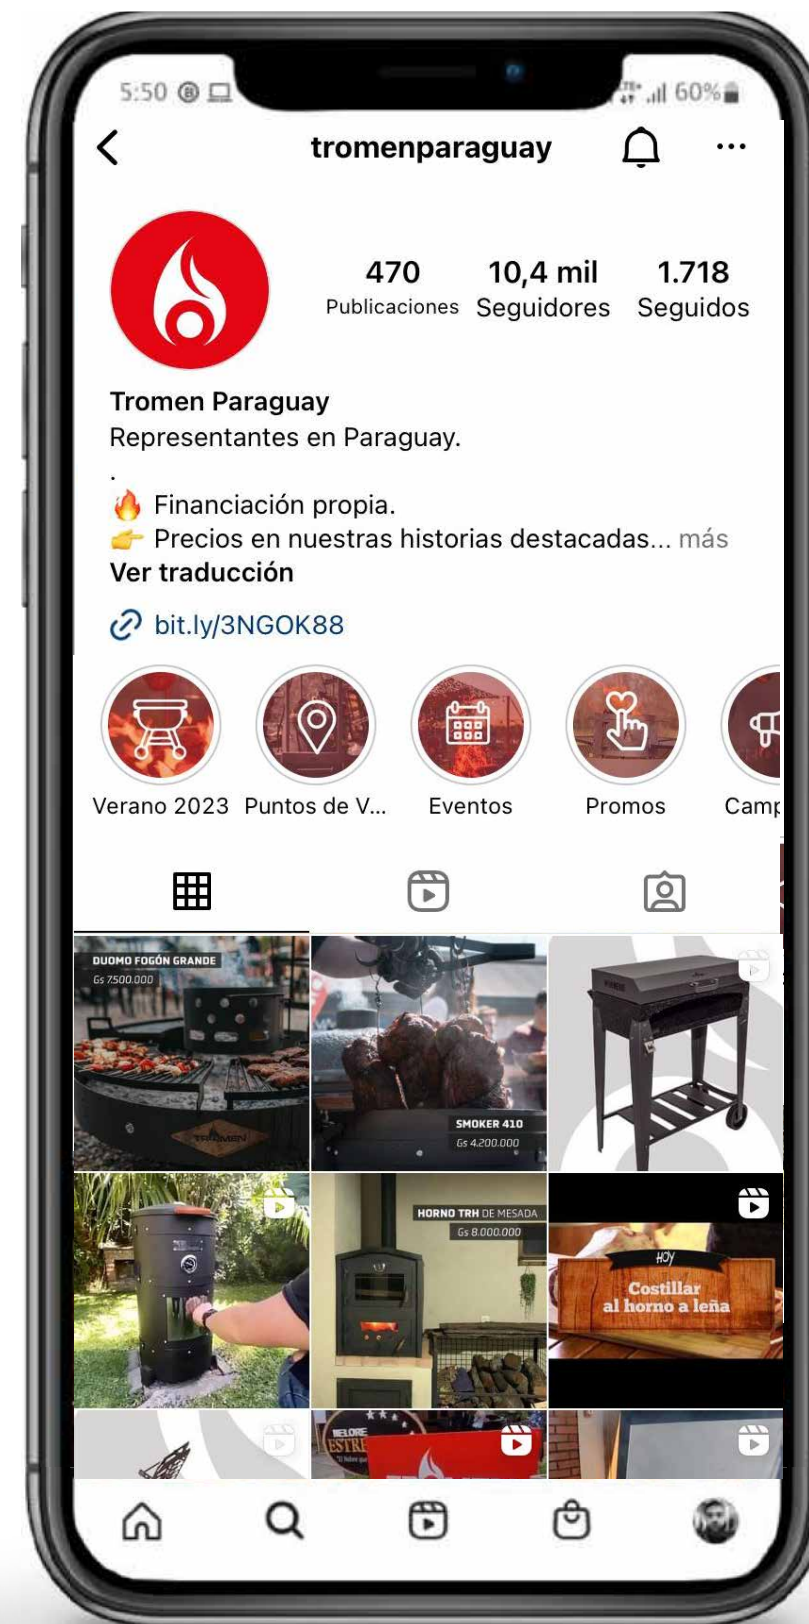 5:50
60%
tromenparaguay
470 10,4 mil 1.718
Publicaciones Seguidores Seguidos
Tromen Paraguay
Representantes en Paraguay.
.
🔥 Financiación propia.
👉 Precios en nuestras historias destacadas... más
Ver traducción
bit.ly/3NGOK88
Verano 2023 Puntos de V... Eventos Promos Camp
DUOMO FOGÓN GRANDE
Gs 7.500.000
TROMEN
SMOKER 410
Gs 4.200.000
HORNO TRH DE MESADA
Gs 8.000.000
HOY
Costillar
al horno a leña